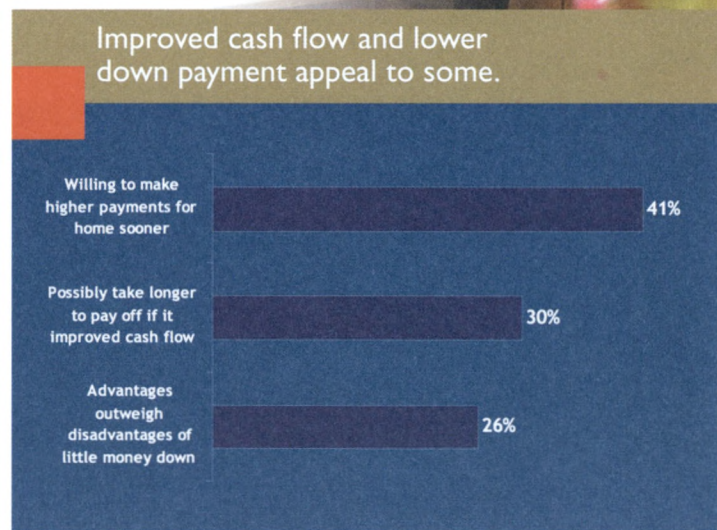 Improved cash flow and lower
down payment appeal to some.
Willing to make
higher payments for
home sooner
41%
Possibly take longer
to pay off if it
improved cash flow
30%
Advantages
outweigh
disadvantages of
little money down
26%